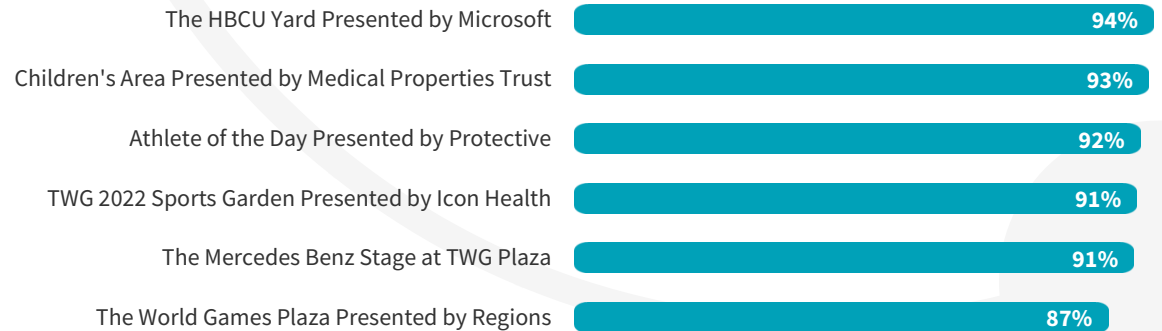 The HBCU Yard Presented by Microsoft 94%
Children's Area Presented by Medical Properties Trust 93%
Athlete of the Day Presented by Protective 92%
TWG 2022 Sports Garden Presented by Icon Health 91%
The Mercedes Benz Stage at TWG Plaza 91%
The World Games Plaza Presented by Regions 87%